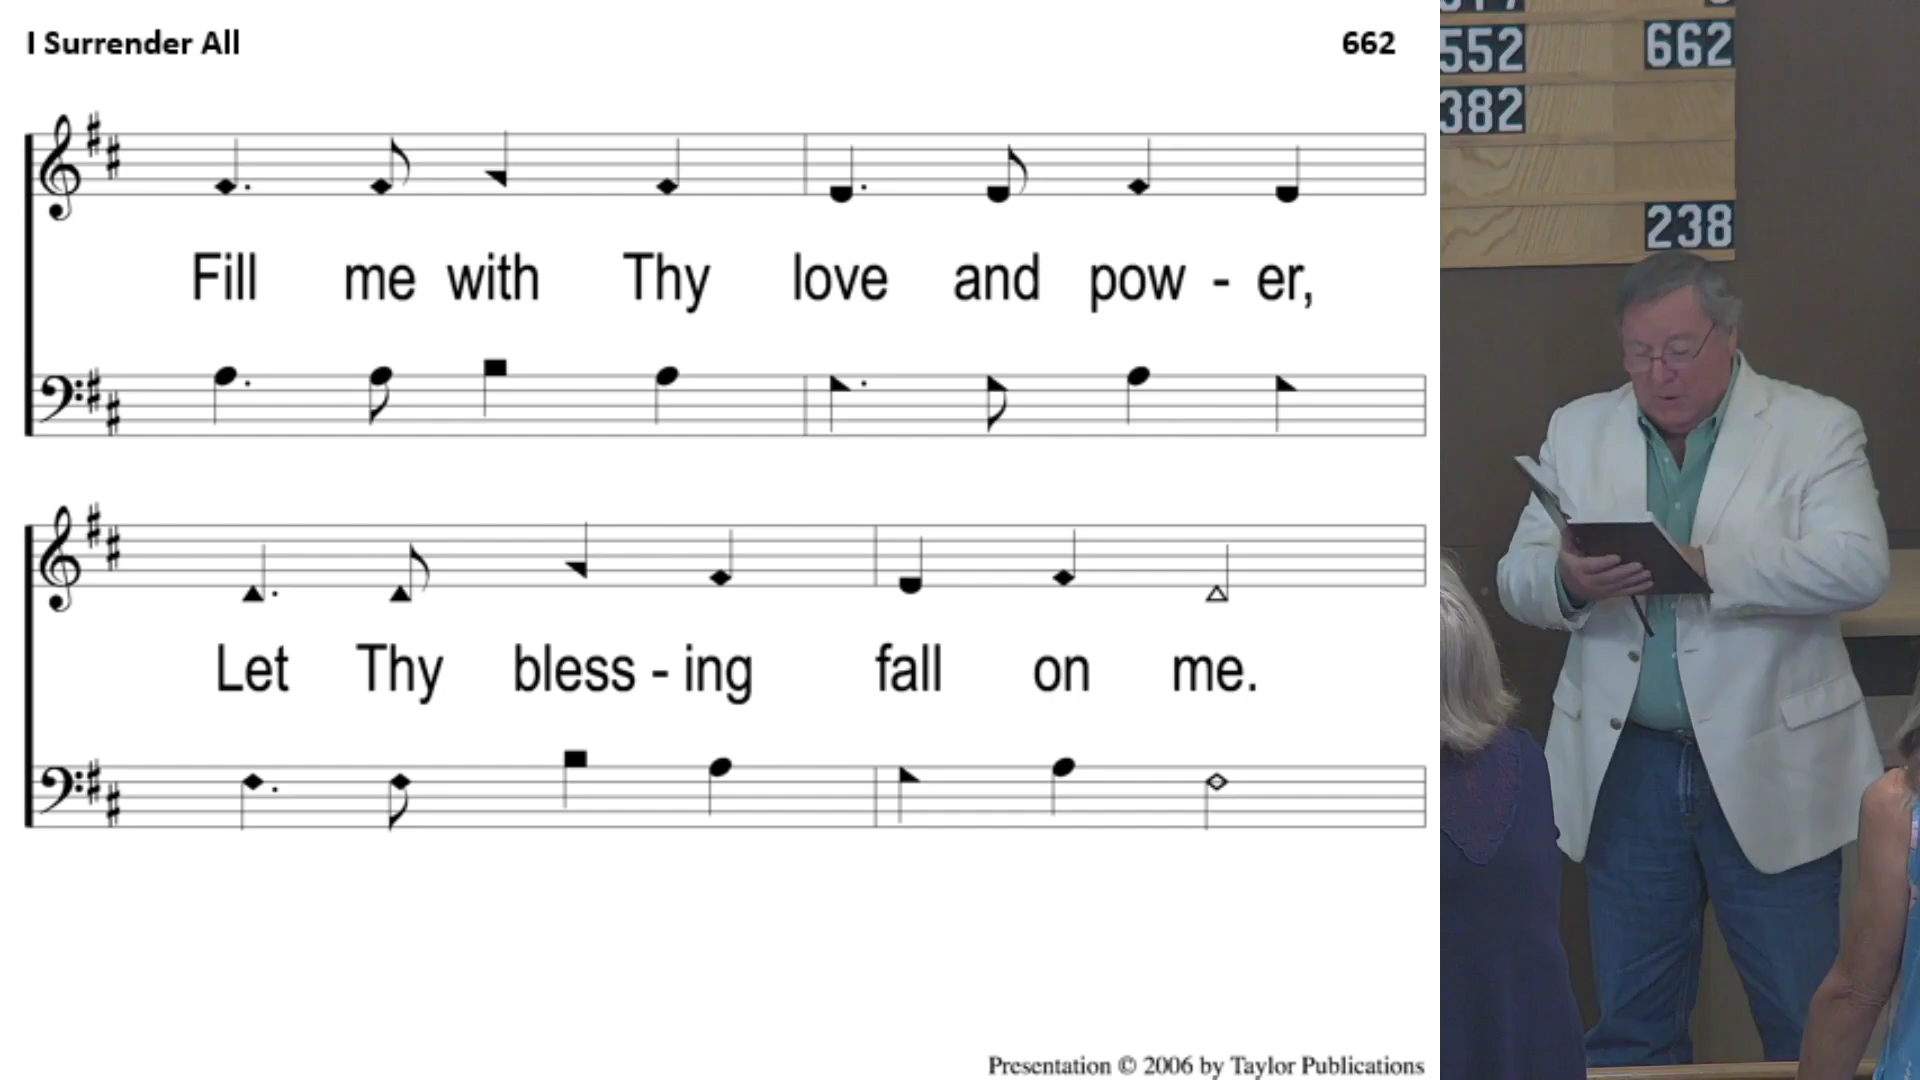 I Surrender All 662
Fill me with Thy love and pow - er,
Let Thy bless - ing fall on me.
Presentation © 2006 by Taylor Publications
552 662
382
238